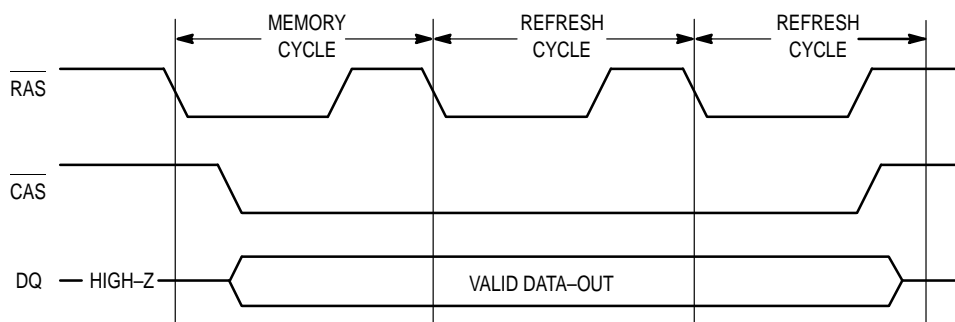 MEMORY
CYCLE
REFRESH
CYCLE
REFRESH
CYCLE
RAS
CAS
DQ
HIGH–Z
VALID DATA–OUT